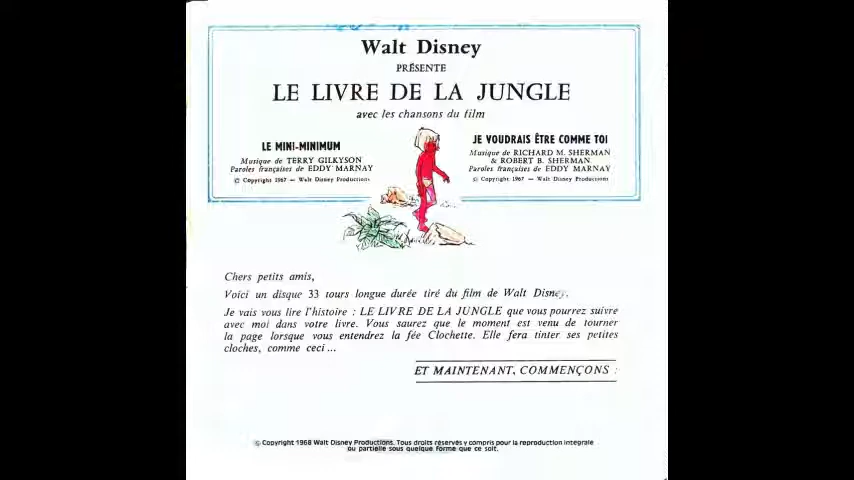 Walt Disney
PRÉSENTE
LE LIVRE DE LA JUNGLE
avec les chansons du film
LE MINI-MINIMUM
Musique de TERRY GILKYSON
Paroles françaises de EDDY MARNAY
© Copyright 1967 — Walt Disney Productions
JE VOUDRAIS ÊTRE COMME TOI
Musique de RICHARD M. SHERMAN
& ROBERT B. SHERMAN
Paroles françaises de EDDY MARNAY
© Copyright 1967 — Walt Disney Productions
Chers petits amis,
Voici un disque 33 tours longue durée tiré du film de Walt Disney.
Je vais vous lire l'histoire : LE LIVRE DE LA JUNGLE que vous pourrez suivre
avec moi dans votre livre. Vous saurez que le moment est venu de tourner
la page lorsque vous entendrez la fée Clochette. Elle fera tinter ses petites
cloches, comme ceci ...
ET MAINTENANT, COMMENÇONS :
© Copyright 1968 Walt Disney Productions. Tous droits réservés y compris pour la reproduction intégrale
ou partielle sous quelque forme que ce soit.